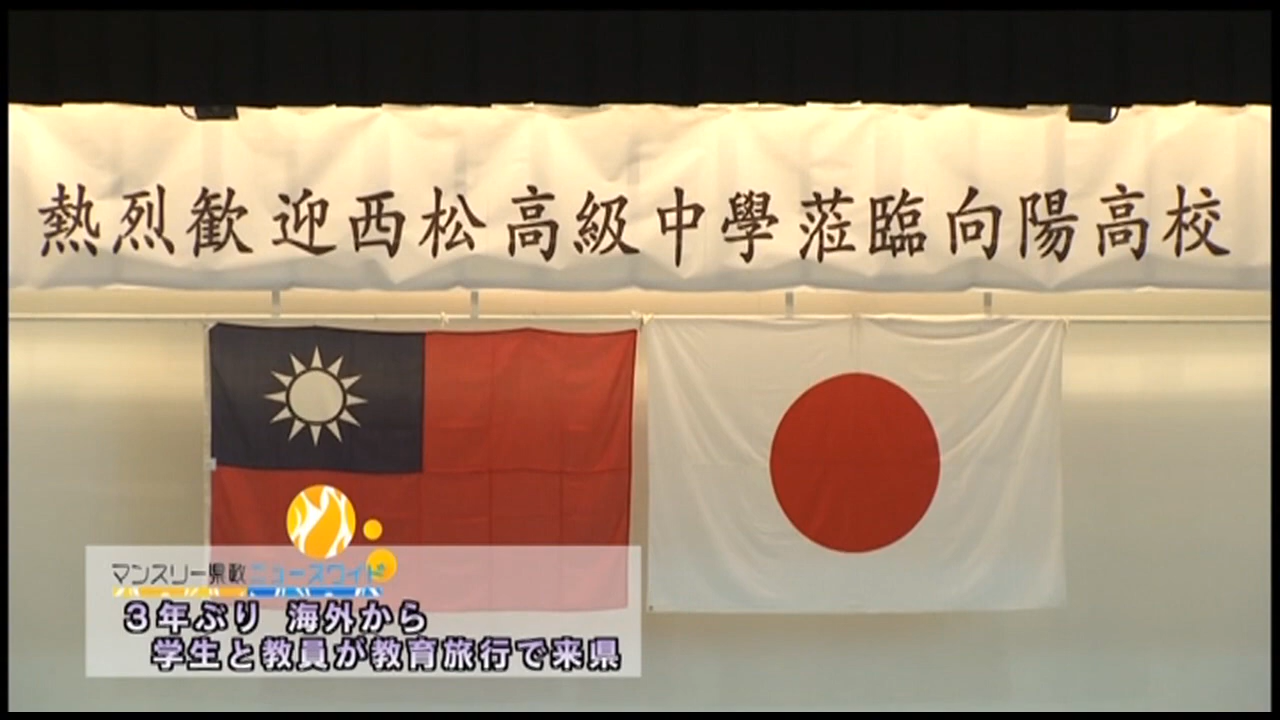 熱烈歡迎西松高級中學蒞臨向陽高校
マンスリー県政ニュースワイド
3年ぶり 海外から
学生と教員が教育旅行で来県